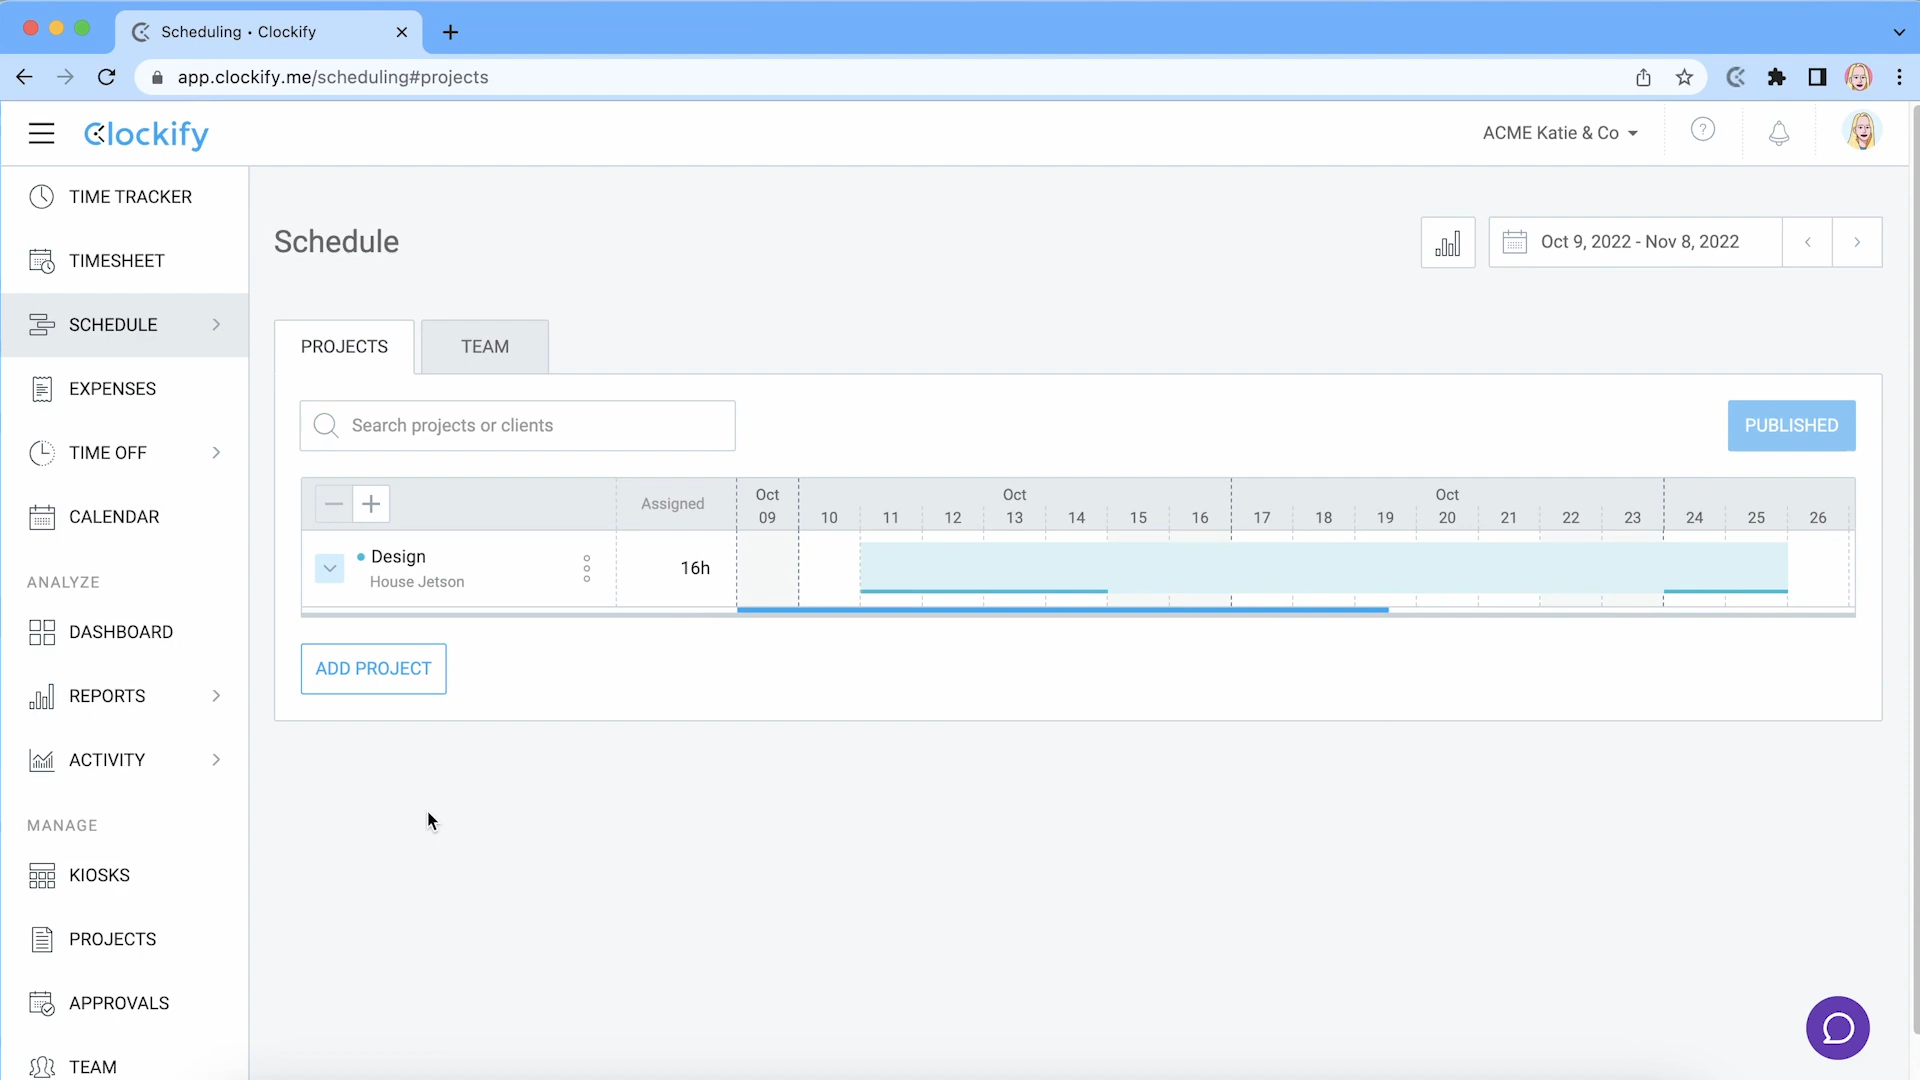 Scheduling • Clockify
app.clockify.me/scheduling#projects
Clockify
ACME Katie & Co
?
TIME TRACKER
TIMESHEET
SCHEDULE
EXPENSES
TIME OFF
CALENDAR
ANALYZE
DASHBOARD
REPORTS
ACTIVITY
MANAGE
KIOSKS
PROJECTS
APPROVALS
TEAM
Schedule
Oct 9, 2022 - Nov 8, 2022
PROJECTS
TEAM
Search projects or clients
PUBLISHED
Assigned
Oct Oct Oct
09 10 11 12 13 14 15 16 17 18 19 20 21 22 23 24 25 26
Design
House Jetson
16h
ADD PROJECT